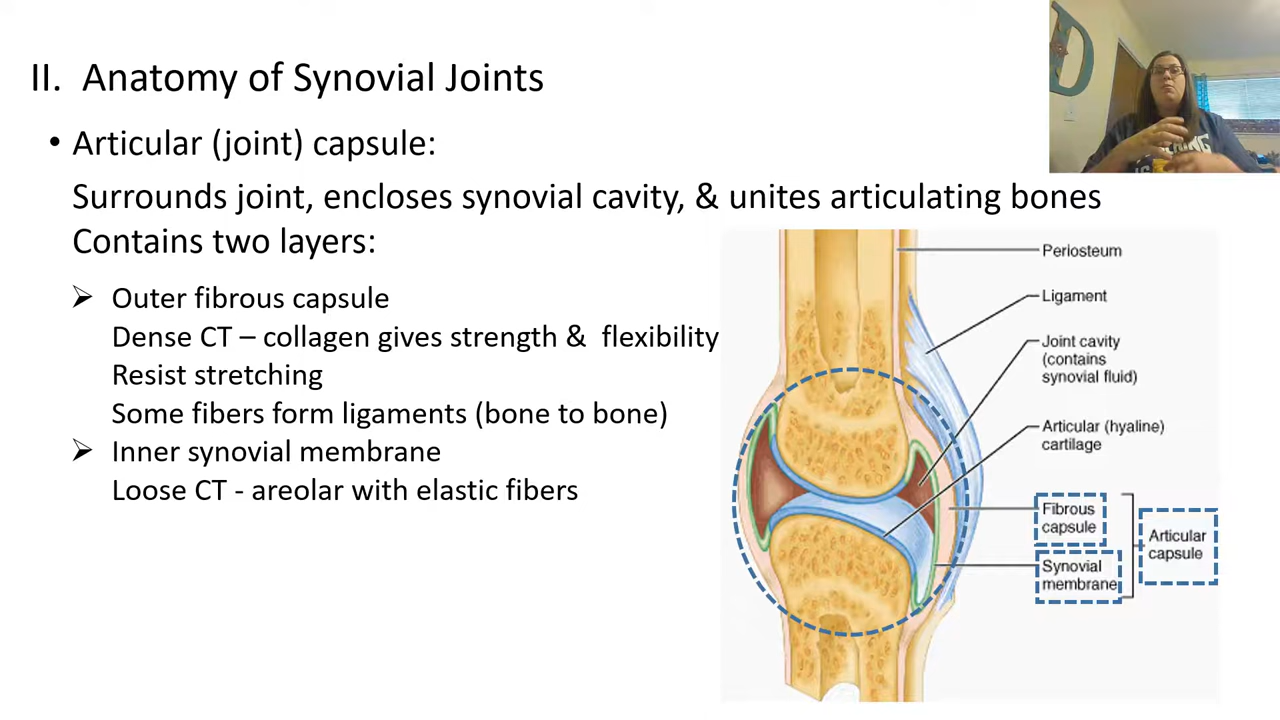 II. Anatomy of Synovial Joints
• Articular (joint) capsule:
Surrounds joint, encloses synovial cavity, & unites articulating bones
Contains two layers:
➢ Outer fibrous capsule
Dense CT – collagen gives strength & flexibility
Resist stretching
Some fibers form ligaments (bone to bone)
➢ Inner synovial membrane
Loose CT - areolar with elastic fibers
Periosteum
Ligament
Joint cavity
(contains
synovial fluid)
Articular (hyaline)
cartilage
Fibrous
capsule
Synovial
membrane
Articular
capsule
D